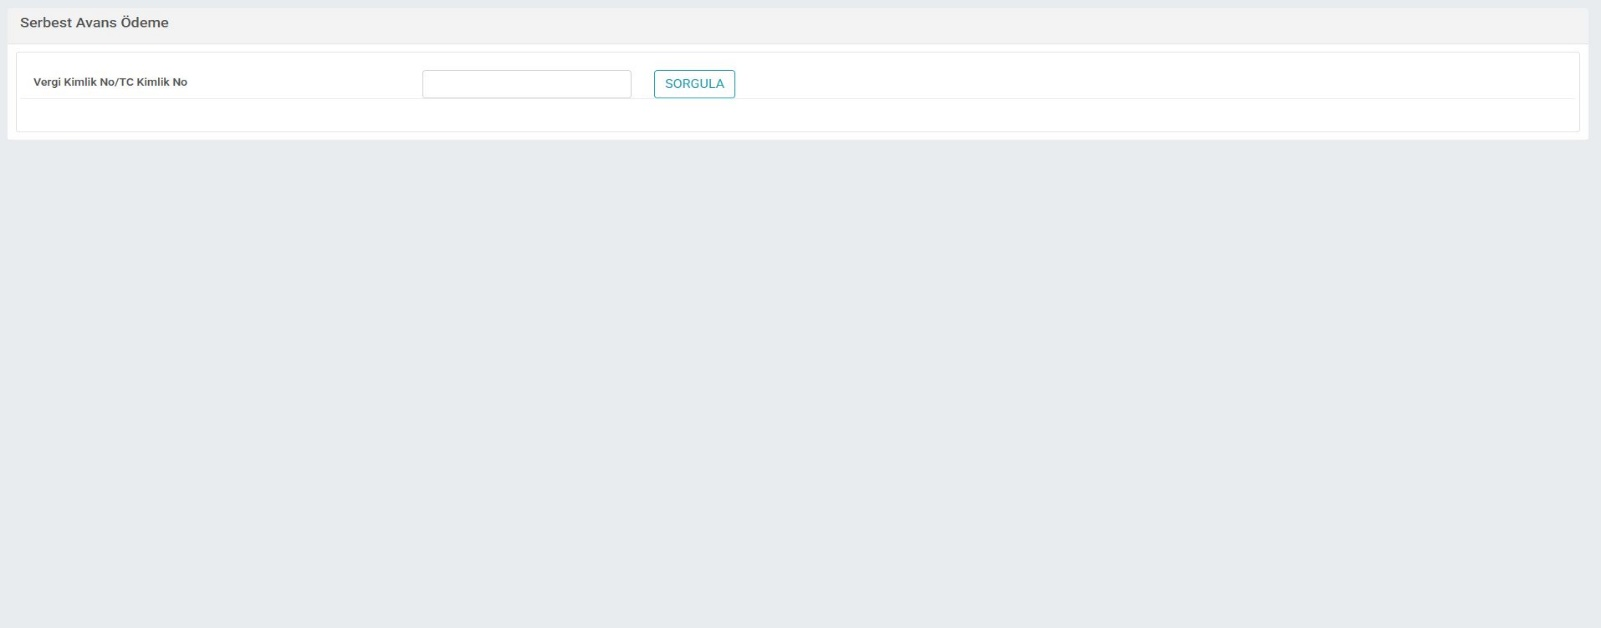 Serbest Avans Ödeme
Vergi Kimlik No/TC Kimlik No
SORGULA